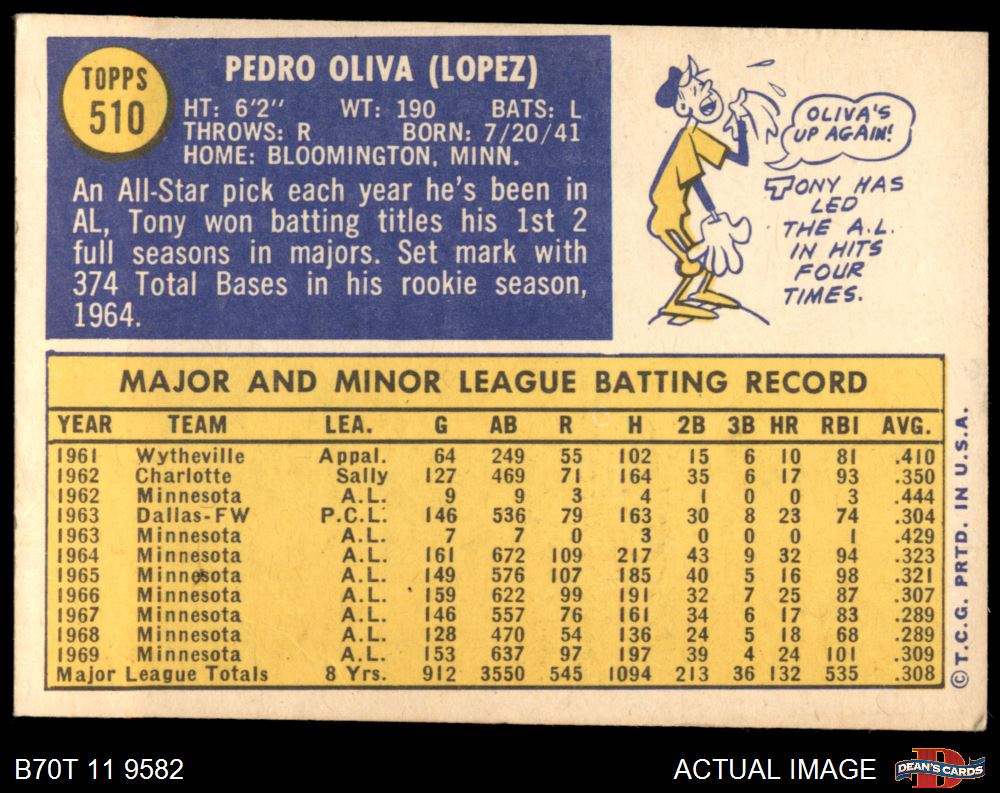 TOPPS
510
PEDRO OLIVA (LOPEZ)
HT: 6'2" WT: 190 BATS: L
THROWS: R BORN: 7/20/41
HOME: BLOOMINGTON, MINN.
An All-Star pick each year he's been in
AL, Tony won batting titles his 1st 2
full seasons in majors. Set mark with
374 Total Bases in his rookie season,
1964.
OLIVA'S
UP AGAIN!
TONY HAS
LED
THE A.L.
IN HITS
FOUR
TIMES.
MAJOR AND MINOR LEAGUE BATTING RECORD
YEAR TEAM LEA. G AB R H 2B 3B HR RBI AVG.
1961 Wytheville Appal. 64 249 55 102 15 6 10 81 .410
1962 Charlotte Sally 127 469 71 164 35 6 17 93 .350
1962 Minnesota A.L. 9 9 3 4 1 0 0 3 .444
1963 Dallas-FW P.C.L. 146 536 79 163 30 8 23 74 .304
1963 Minnesota A.L. 7 7 0 3 0 0 0 1 .429
1964 Minnesota A.L. 161 672 109 217 43 9 32 94 .323
1965 Minnesota A.L. 149 576 107 185 40 5 16 98 .321
1966 Minnesota A.L. 159 622 99 191 32 7 25 87 .307
1967 Minnesota A.L. 146 557 76 161 34 6 17 83 .289
1968 Minnesota A.L. 128 470 54 136 24 5 18 68 .289
1969 Minnesota A.L. 153 637 97 197 39 4 24 101 .309
Major League Totals 8 Yrs. 912 3550 545 1094 213 36 132 535 .308
© T.C.G. PRTD. IN U.S.A.
B70T 11 9582
ACTUAL IMAGE
DEAN'S CARDS